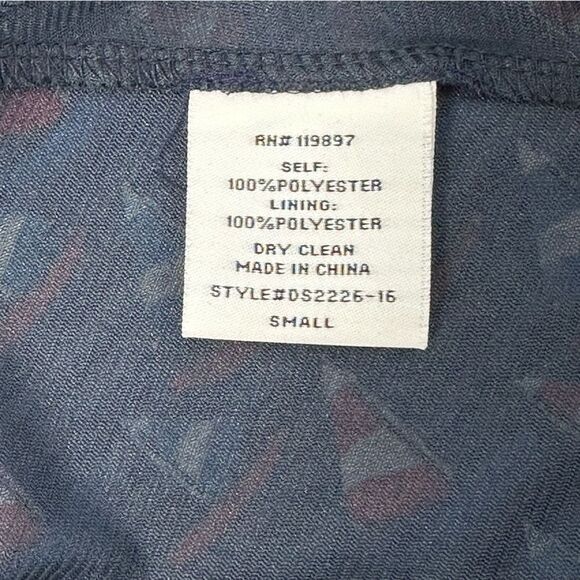 RN# 119897
SELF:
100%POLYESTER
LINING:
100%POLYESTER
DRY CLEAN
MADE IN CHINA
STYLE#DS2226-16
SMALL